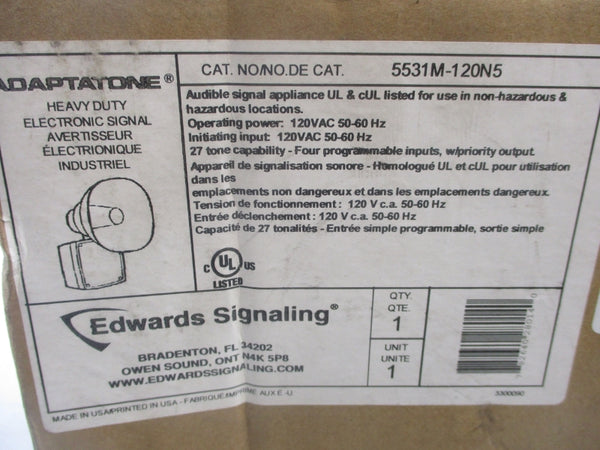 ADAPTATONE®
HEAVY DUTY
ELECTRONIC SIGNAL
AVERTISSEUR
ÉLECTRIONIQUE
INDUSTRIEL
CAT. NO/NO.DE CAT. 5531M-120N5
Audible signal appliance UL & cUL listed for use in non-hazardous &
hazardous locations.
Operating power: 120VAC 50-60 Hz
Initiating input: 120VAC 50-60 Hz
27 tone capability - Four programmable inputs, w/priority output.
Appareil de signalisation sonore - Homologué UL et cUL pour utilisation
dans les
emplacements non dangereux et dans les emplacements dangereux.
Tension de fonctionnement : 120 V c.a. 50-60 Hz
Entrée déclenchement : 120 V c.a. 50-60 Hz
Capacité de 27 tonalités - Entrée simple programmable, sortie simple
C UL US
LISTED
Edwards Signaling®
BRADENTON, FL 34202
OWEN SOUND, ONT N4K 5P8
WWW.EDWARDSSIGNALING.COM
QTY.
QTE.
1
UNIT
UNITE
1
3300090
MADE IN USA/PRINTED IN USA - FABRIQUÉ/IMPRIMÉ AUX É.-U